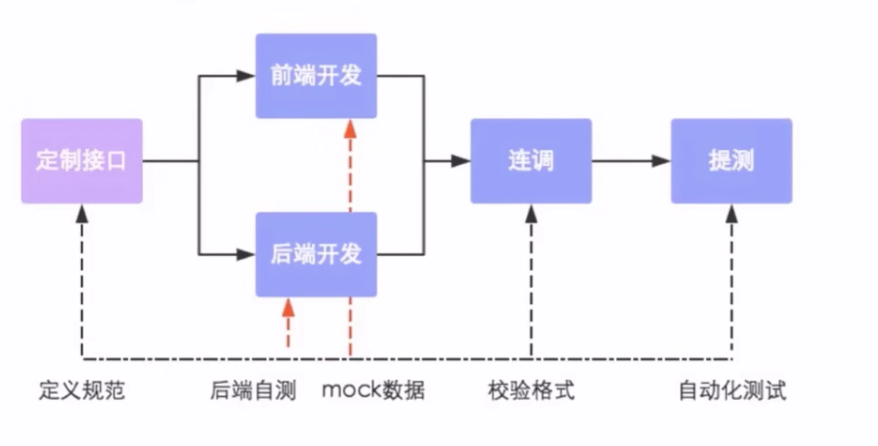 前端开发
定制接口
连调
提测
后端开发
定义规范
后端自测
mock数据
校验格式
自动化测试